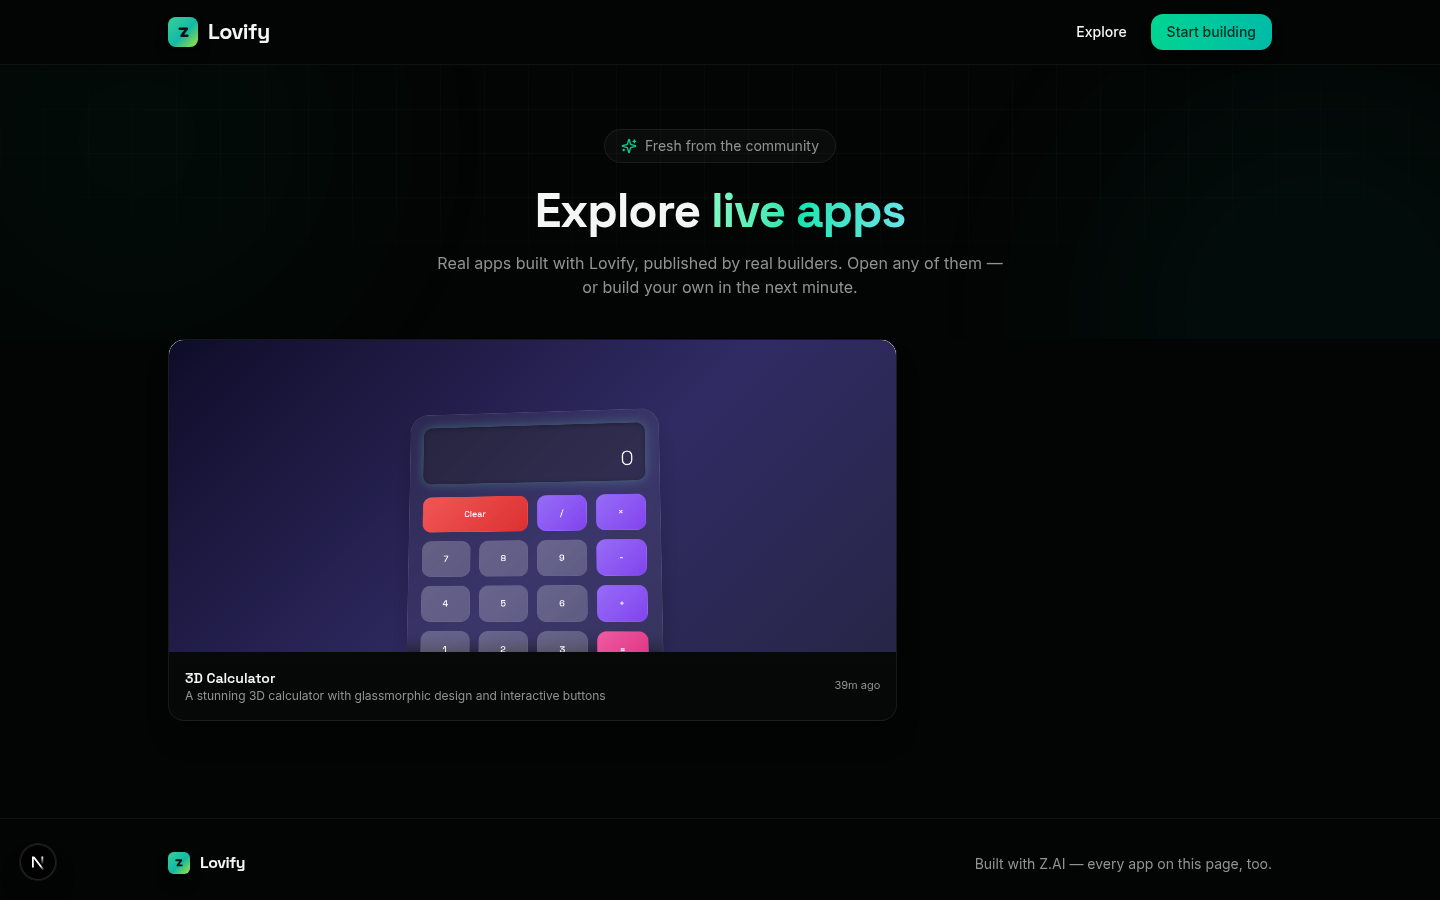 Lovify
Explore
Start building
Fresh from the community
Explore live apps
Real apps built with Lovify, published by real builders. Open any of them —
or build your own in the next minute.
0
Clear / ×
7 8 9 -
4 5 6 +
1 2 3 =
3D Calculator
A stunning 3D calculator with glassmorphic design and interactive buttons
39m ago
Lovify
Built with Z.AI — every app on this page, too.